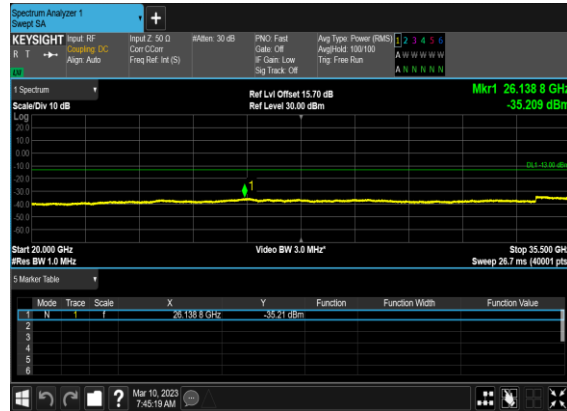 Spectrum Analyzer 1
Swept SA
KEYSIGHT Input: RF Input Z: 50 Ω #Atten: 30 dB PNO: Fast Avg Type: Power (RMS) 1 2 3 4 5 6
R T Coupling: DC Corr CCorr Gate: Off Avg|Hold: 100/100 A W W W W W
Align: Auto Freq Ref: Int (S) IF Gain: Low Trig: Free Run A N N N N N
Sig Track: Off
1 Spectrum Ref Lvl Offset 15.70 dB Mkr1 26.138 8 GHz
Scale/Div 10 dB Ref Level 30.00 dBm -35.209 dBm
Log
20.0
10.0
0.00
-10.0
DL1 -13.00 dBm
-20.0
-30.0
1
-40.0
-50.0
-60.0
Start 20.000 GHz Video BW 3.0 MHz* Stop 35.500 GHz
#Res BW 1.0 MHz Sweep 26.7 ms (40001 pts)
5 Marker Table
Mode Trace Scale X Y Function Function Width Function Value
1 N 1 f 26.138 8 GHz -35.21 dBm
2
3
4
5
6
Mar 10, 2023
7:45:19 AM